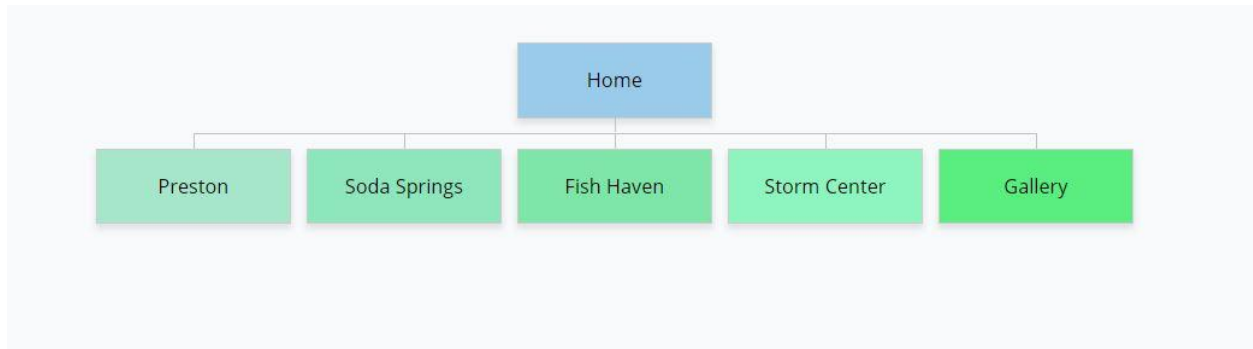 Home
Preston
Soda Springs
Fish Haven
Storm Center
Gallery